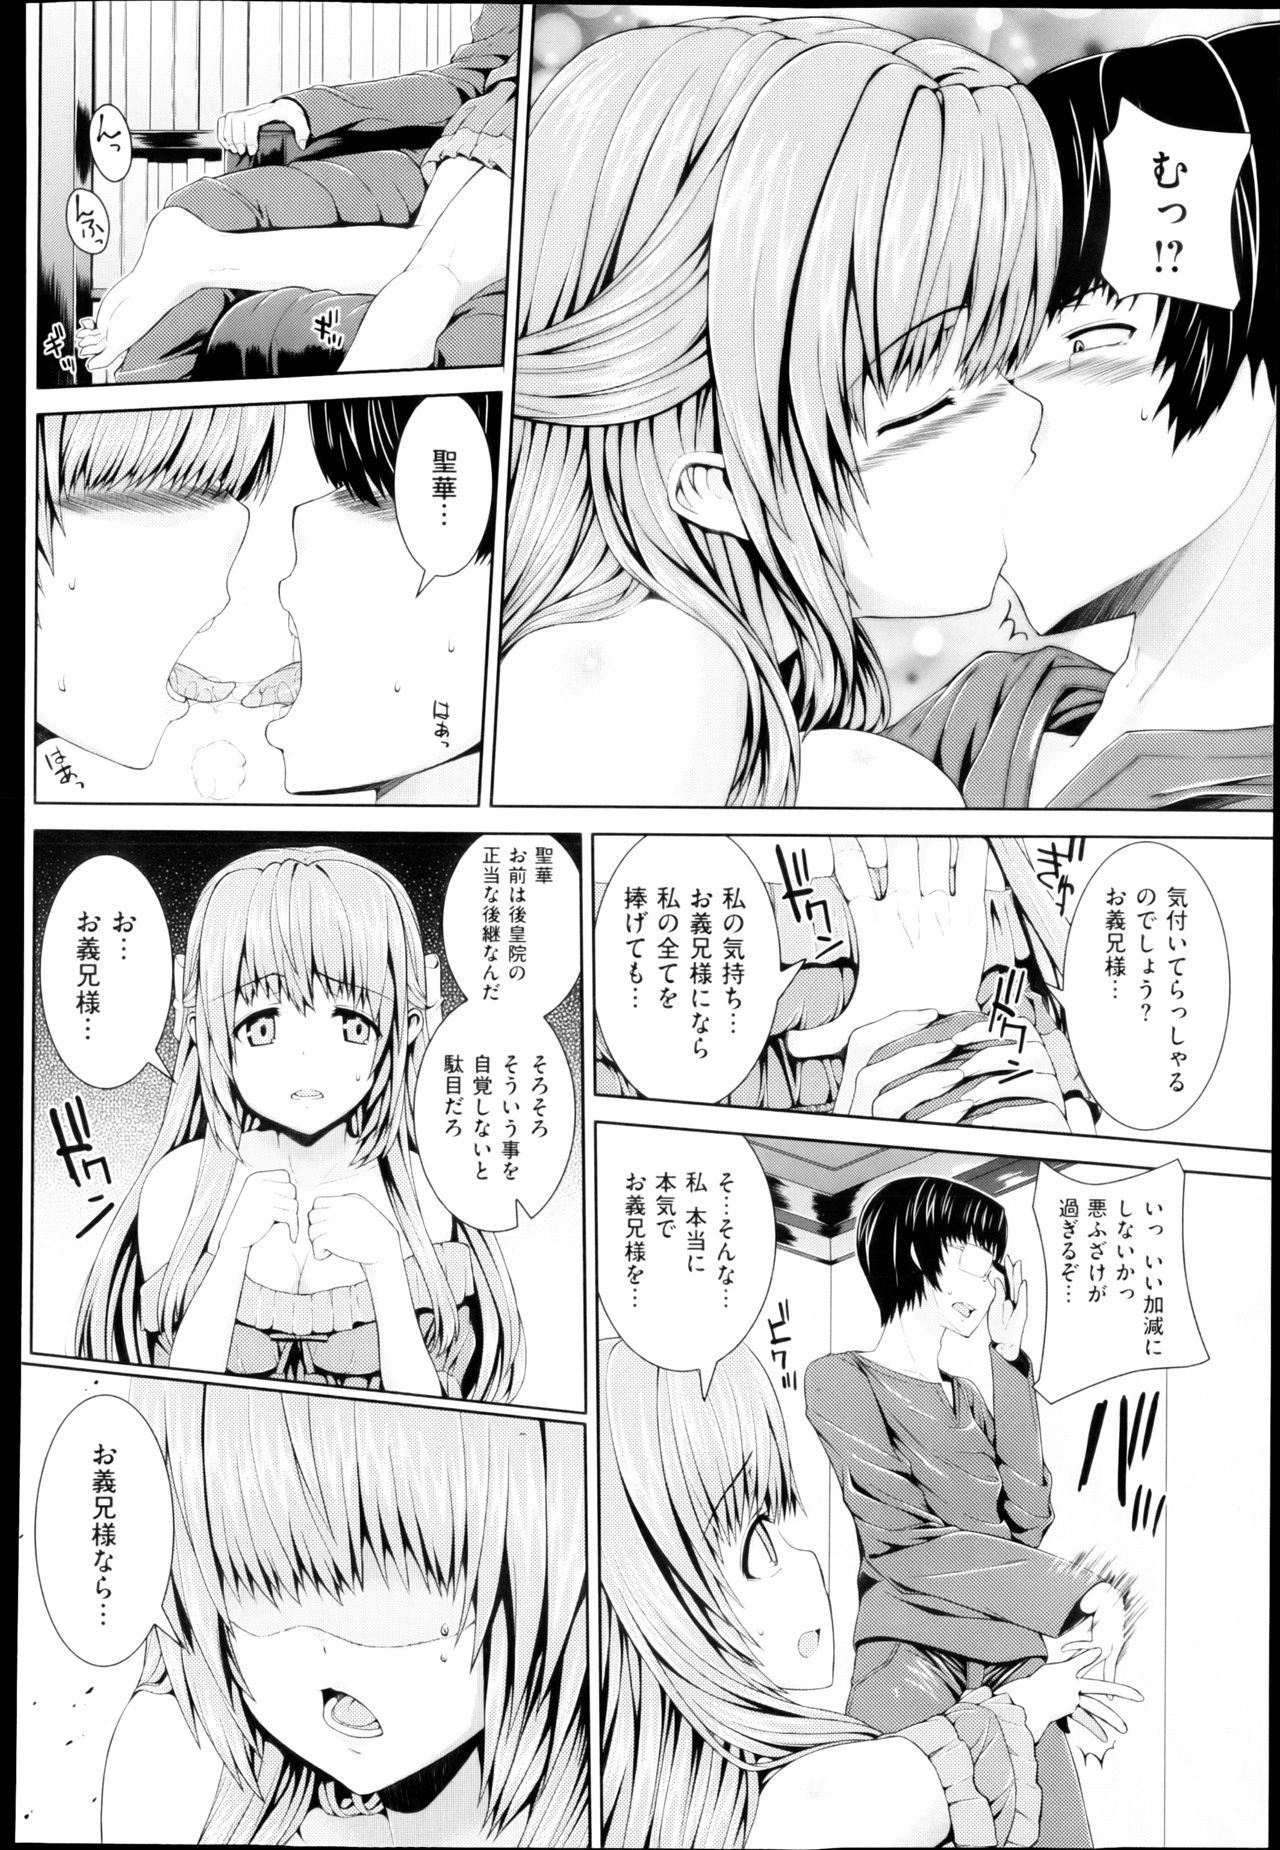 むっ!?
んっ
んふっ
ギッ
ギギッ
聖華…
はぁっ
はぁっ
気付いてらっしゃる
のでしょう?
お義兄様…
ぎゅっ
私の気持ち…
お義兄様になら
私の全てを
捧げても…
ドクン
ドクン
聖華
お前は後皇院の
正当な後継なんだ
そろそろ
そういう事を
自覚しないと
駄目だろ
お…
お義兄様…
ドクン
いっ いい加減に
しないかっ
悪ふざけが
過ぎるぞ…
そ…そんな…
私 本当に
本気で
お義兄様を…
ビクッ
お義兄様なら…